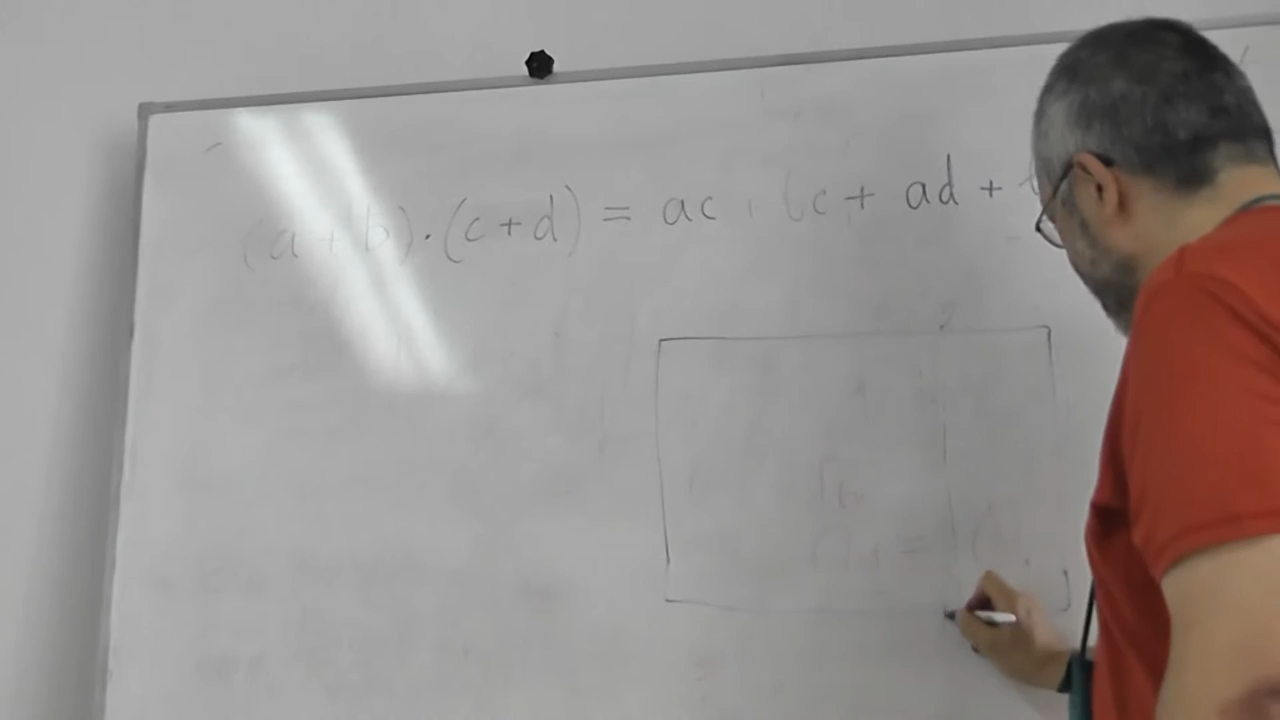 (a+b)·(c+d) = ac + bc + ad +